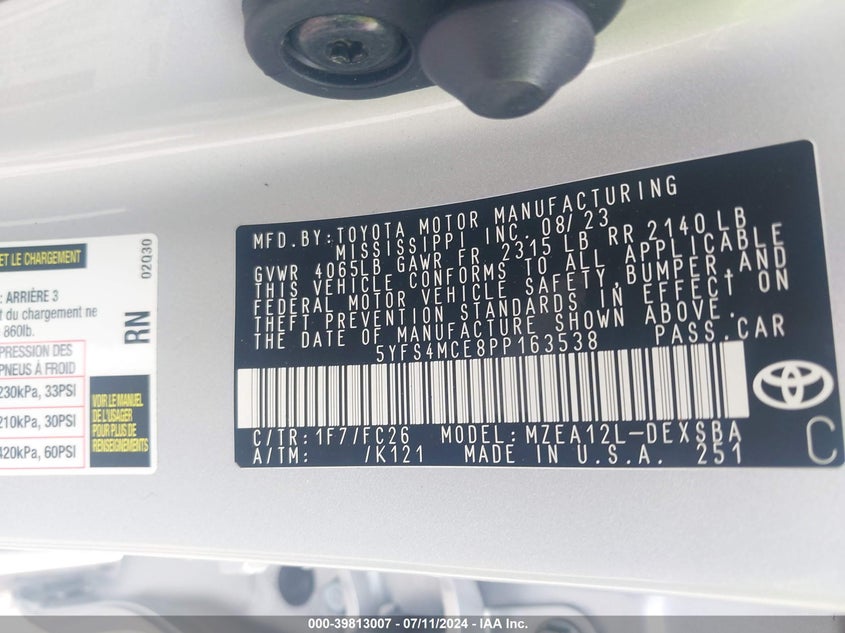 ET LE CHARGEMENT
: ARRIÈRE 3
t du chargement ne
860lb.
PRESSION DES
PNEUS À FROID
230kPa, 33PSI
210kPa, 30PSI
420kPa, 60PSI
02Q30
RN
VOIR LE MANUEL
DE L'USAGER
POUR PLUS DE
RENSEIGNEMENTS
MFD.BY:TOYOTA MOTOR MANUFACTURING
MISSISSIPPI INC. 08/23
GVWR 4065LB GAWR FR 2315 LB RR 2140LB
THIS VEHICLE CONFORMS TO ALL APPLICABLE
FEDERAL MOTOR VEHICLE SAFETY,BUMPER,AND
THEFT PREVENTION STANDARDS IN EFFECT ON
THE DATE OF MANUFACTURE SHOWN ABOVE.
5YFS4MCE8PP163538 PASS.CAR
C/TR:1F7/FC26 MODEL:MZEA12L-DEXSBA
A/TM: /K121 MADE IN U.S.A. 251
C
000-39813007 - 07/11/2024 - IAA Inc.